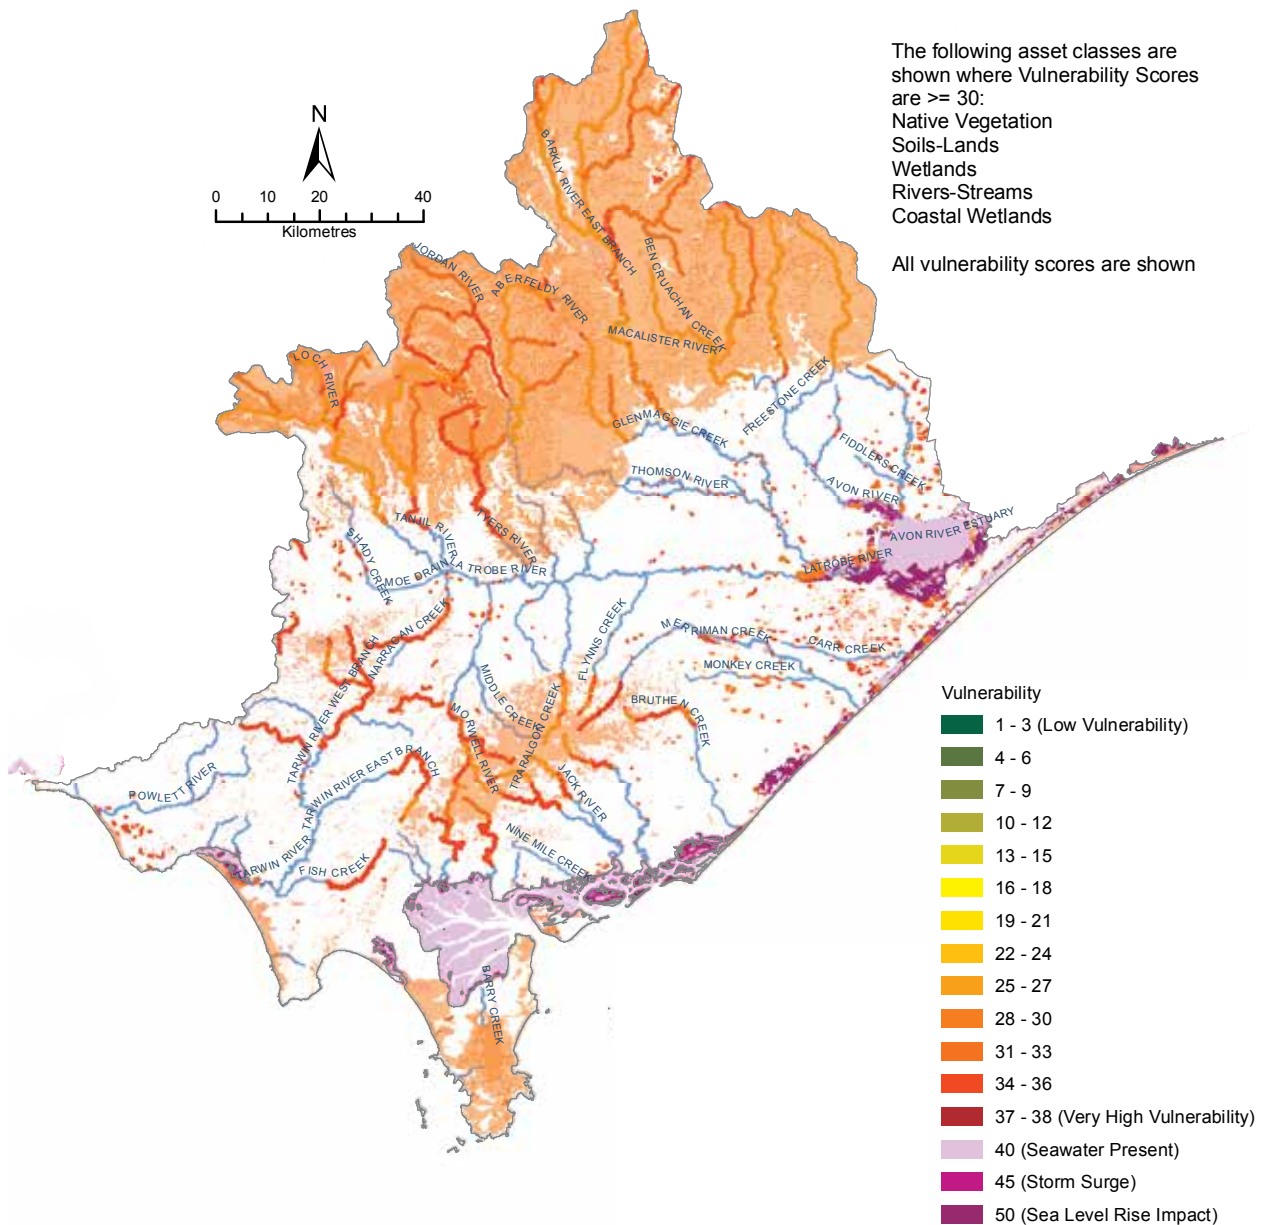 The following asset classes are
shown where Vulnerability Scores
are >= 30:
Native Vegetation
Soils-Lands
Wetlands
Rivers-Streams
Coastal Wetlands
All vulnerability scores are shown
N
0 10 20 40
Kilometres
BARKLY RIVER EAST BRANCH
BEN CRUACHAN CREEK
JORDAN RIVER
ABERFELDY RIVER
MACALISTER RIVER
LOCH RIVER
FREESTONE CREEK
GLENMAGGIE CREEK
FIDDLERS CREEK
THOMSON RIVER
AVON RIVER
AVON RIVER ESTUARY
TANJIL RIVER
TYERS RIVER
SHADY CREEK
LATROBE RIVER
MOE DRAIN
LA TROBE RIVER
NARRACAN CREEK
FLYNNS CREEK
MERRIMAN CREEK
CARR CREEK
MONKEY CREEK
TARWIN RIVER WEST BRANCH
MIDDLE CREEK
BRUTHEN CREEK
MORWELL RIVER
TRARALGON CREEK
TARWIN RIVER EAST BRANCH
JACK RIVER
POWLETT RIVER
NINE MILE CREEK
TARWIN RIVER
FISH CREEK
BARRY CREEK
Vulnerability
1 - 3 (Low Vulnerability)
4 - 6
7 - 9
10 - 12
13 - 15
16 - 18
19 - 21
22 - 24
25 - 27
28 - 30
31 - 33
34 - 36
37 - 38 (Very High Vulnerability)
40 (Seawater Present)
45 (Storm Surge)
50 (Sea Level Rise Impact)